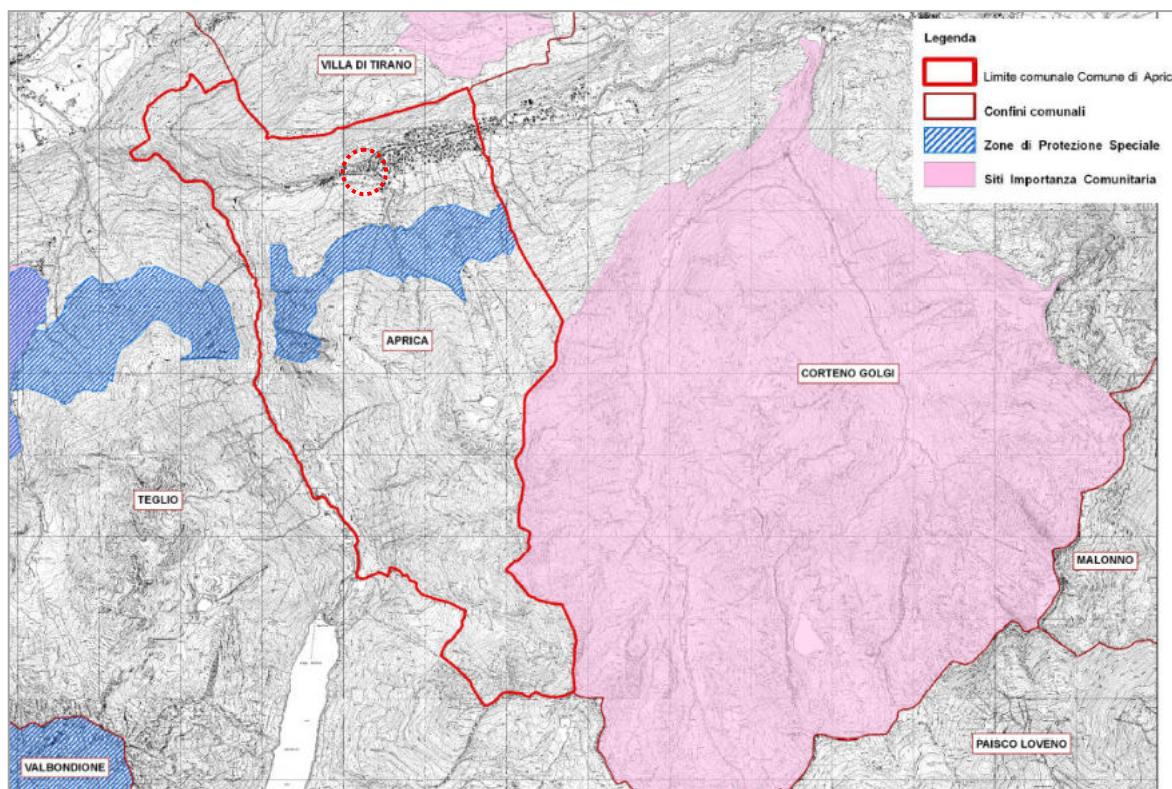 VILLA DI TIRANO
Legenda
Limite comunale Comune di Apric
Confini comunali
Zone di Protezione Speciale
Siti Importanza Comunitaria
APRICA
CORTENO GOLGI
TEGLIO
MALONNO
PAISCO LOVENO
VALBONDIONE